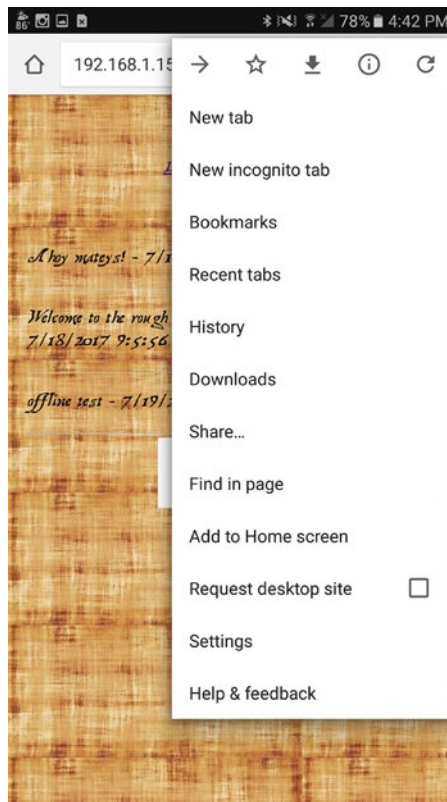 86°
78%
4:42 PM
192.168.1.15
New tab
New incognito tab
Bookmarks
Ahoy mateys! - 7/1
Recent tabs
Welcome to the rough
History
7/18/2017 9:5:56
Downloads
offline test - 7/19/
Share...
Find in page
Add to Home screen
Request desktop site
Settings
Help & feedback